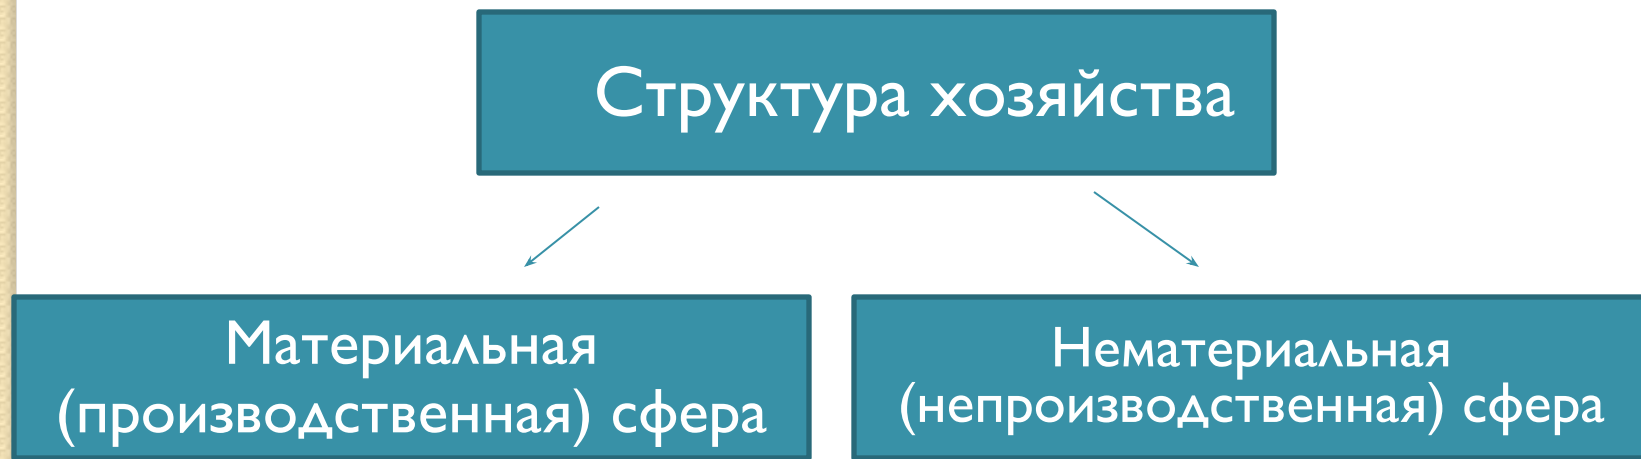 Структура хозяйства
Материальная
(производственная) сфера
Нематериальная
(непроизводственная) сфера